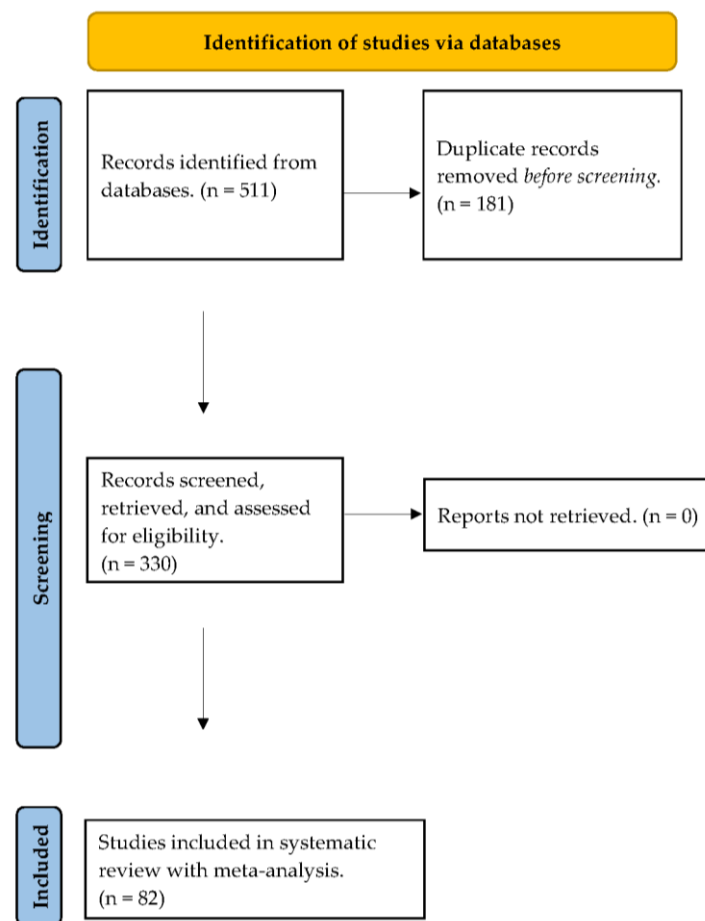 Identification of studies via databases
Identification
Records identified from
databases. (n = 511)
Duplicate records
removed before screening.
(n = 181)
Screening
Records screened,
retrieved, and assessed
for eligibility.
(n = 330)
Reports not retrieved. (n = 0)
Included
Studies included in systematic
review with meta-analysis.
(n = 82)